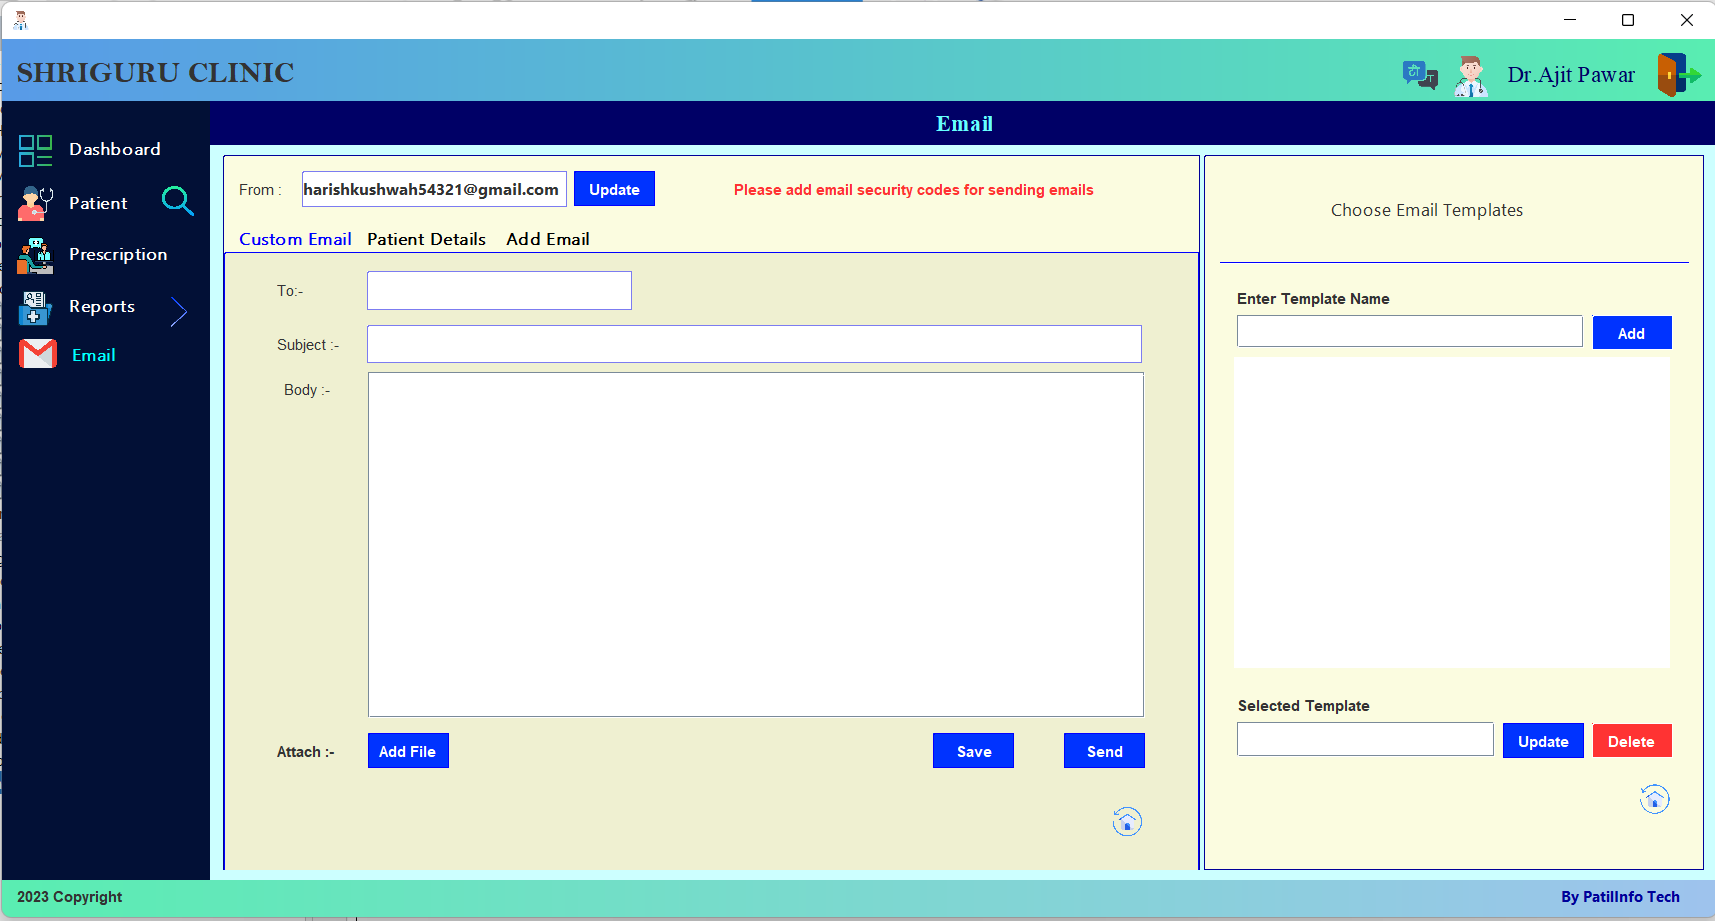 SHRIGURU CLINIC
Dr.Ajit Pawar
Email
Dashboard
Patient
Prescription
Reports
Email
From :
harishkushwah54321@gmail.com
Update
Please add email security codes for sending emails
Custom Email
Patient Details
Add Email
To:-
Subject :-
Body :-
Attach :-
Add File
Save
Send
Choose Email Templates
Enter Template Name
Add
Selected Template
Update
Delete
2023 Copyright
By PatilInfo Tech